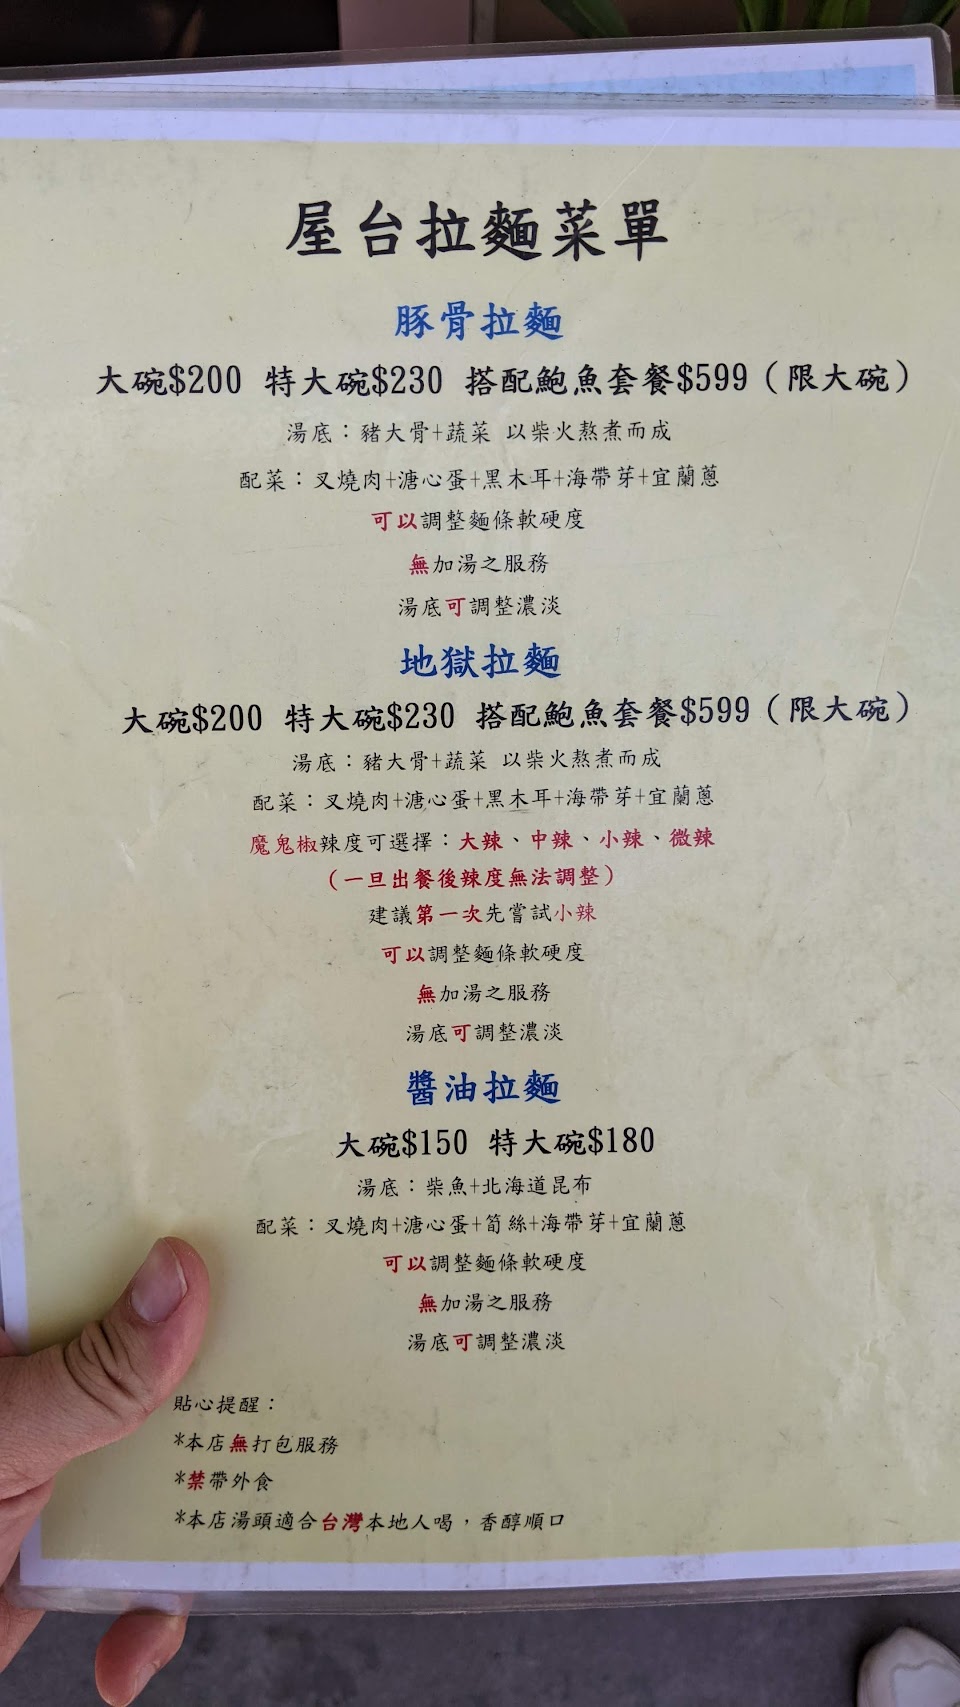 屋台拉麵菜單
豚骨拉麵
大碗$200 特大碗$230 搭配鮑魚套餐$599（限大碗）
湯底：豬大骨+蔬菜 以柴火熬煮而成
配菜：叉燒肉+溏心蛋+黑木耳+海帶芽+宜蘭蔥
可以調整麵條軟硬度
無加湯之服務
湯底可調整濃淡
地獄拉麵
大碗$200 特大碗$230 搭配鮑魚套餐$599（限大碗）
湯底：豬大骨+蔬菜 以柴火熬煮而成
配菜：叉燒肉+溏心蛋+黑木耳+海帶芽+宜蘭蔥
魔鬼椒辣度可選擇：大辣、中辣、小辣、微辣
（一旦出餐後辣度無法調整）
建議第一次先嘗試小辣
可以調整麵條軟硬度
無加湯之服務
湯底可調整濃淡
醬油拉麵
大碗$150 特大碗$180
湯底：柴魚+北海道昆布
配菜：叉燒肉+溏心蛋+筍絲+海帶芽+宜蘭蔥
可以調整麵條軟硬度
無加湯之服務
湯底可調整濃淡
貼心提醒：
*本店無打包服務
*禁帶外食
*本店湯頭適合台灣本地人喝，香醇順口